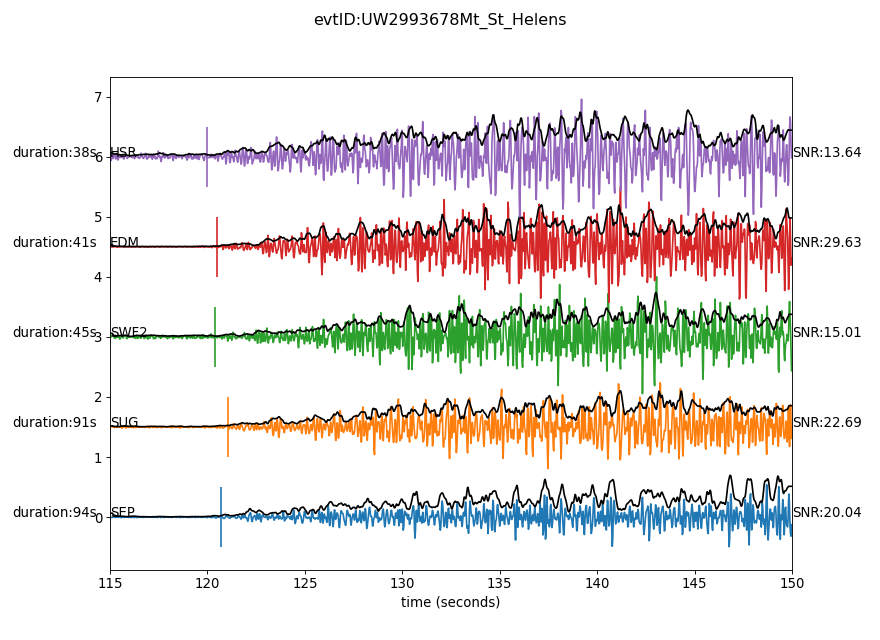 evtID:UW2993678Mt_St_Helens
7
duration:38s HSR SNR:13.64
6
5
duration:41s EDM SNR:29.63
4
duration:45s SWF2 SNR:15.01
3
2
duration:91s SUG SNR:22.69
1
duration:94s SEP SNR:20.04
0
115 120 125 130 135 140 145 150
time (seconds)